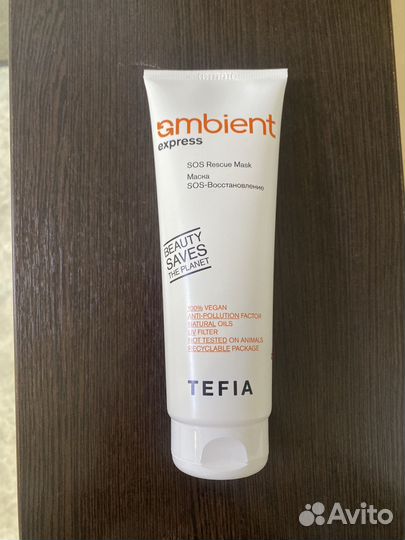 ambient
express
SOS Rescue Mask
Маска
SOS-Восстановление
BEAUTY
SAVES
THE PLANET
100% VEGAN
ANTI-POLLUTION FACTOR
NATURAL OILS
UV FILTER
NOT TESTED ON ANIMALS
RECYCLABLE PACKAGE
TEFIA
Avito